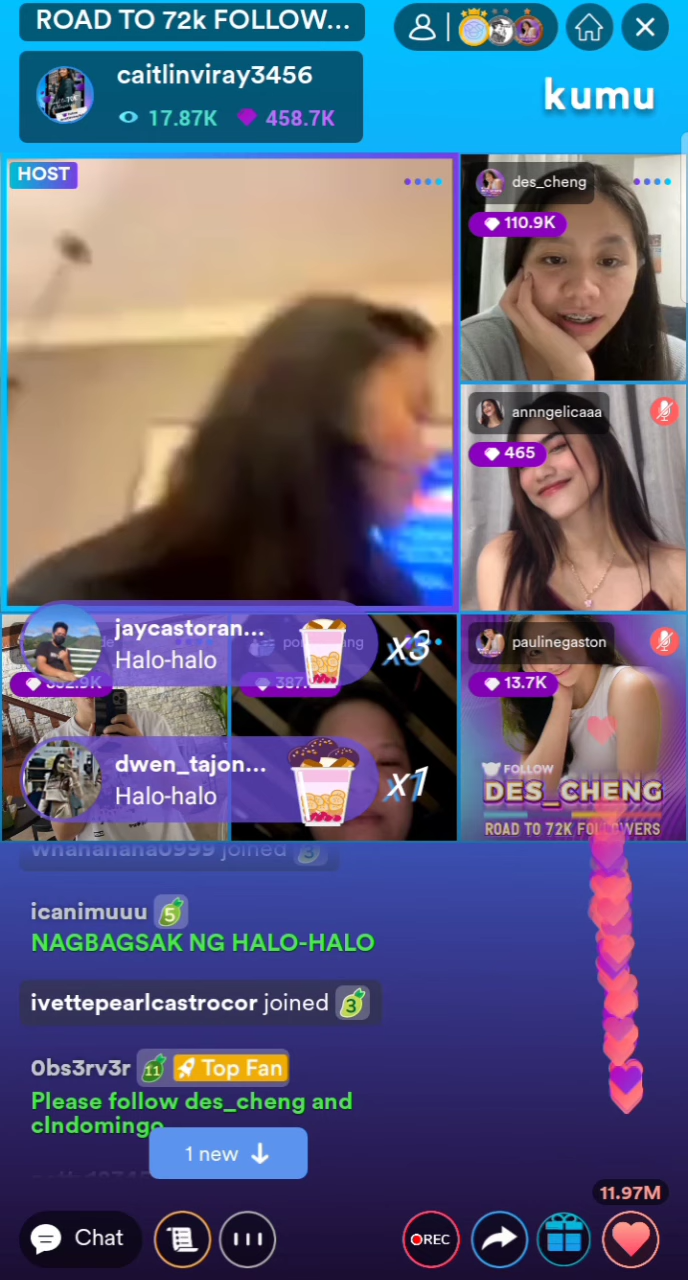 ROAD TO 72k FOLLOW...
caitlinviray3456
17.87K 458.7K
kumu
HOST
des_cheng
110.9K
annngelicaaa
465
jaycastoran...
Halo-halo
x3
387.
paulinegaston
13.7K
dwen_tajon...
Halo-halo
x1
FOLLOW
DES_CHENG
ROAD TO 72K FOLLOWERS
joined 3
icanimuuu 5
NAGBAGSAK NG HALO-HALO
ivettepearlcastrocor joined 3
0bs3rv3r 11 Top Fan
Please follow des_cheng and
clndomingo
1 new
11.97M
Chat
REC